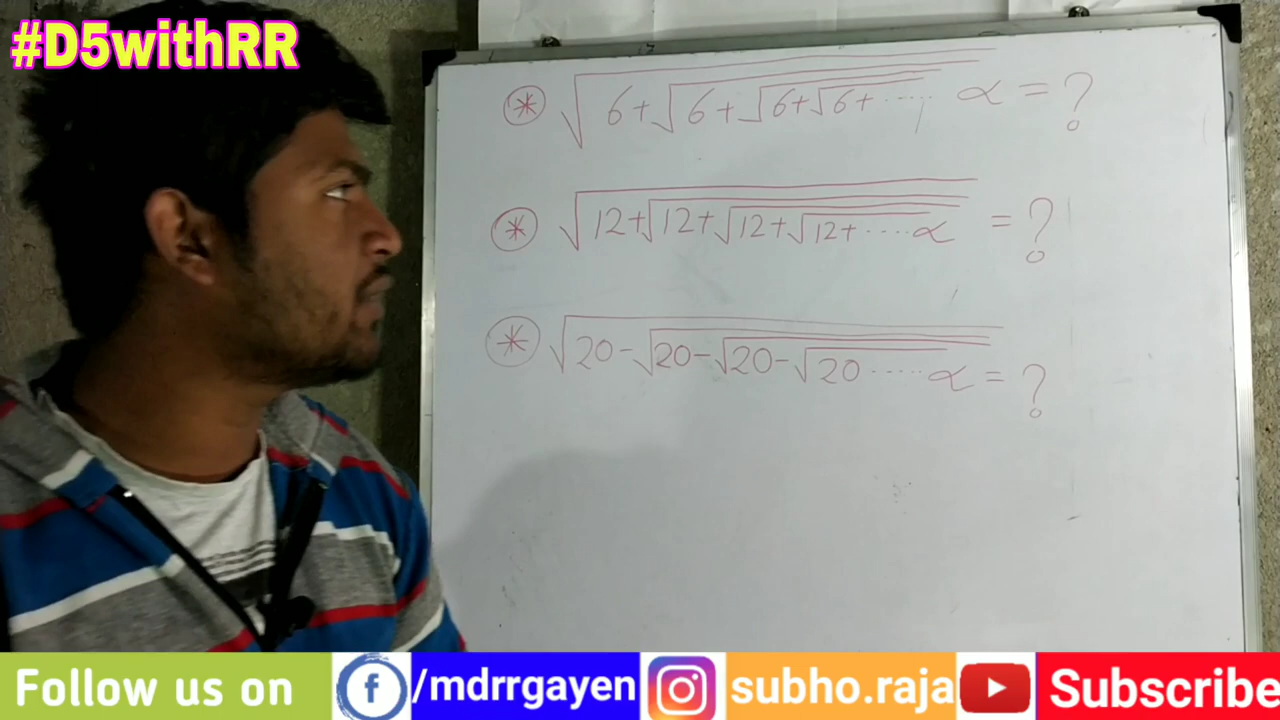 #D5withRR
* √6+√6+√6+√6+..... α = ?
* √12+√12+√12+√12+.....α = ?
* √20-√20-√20-√20.....α = ?
Follow us on f/mdrrgayen subho.raja Subscribe